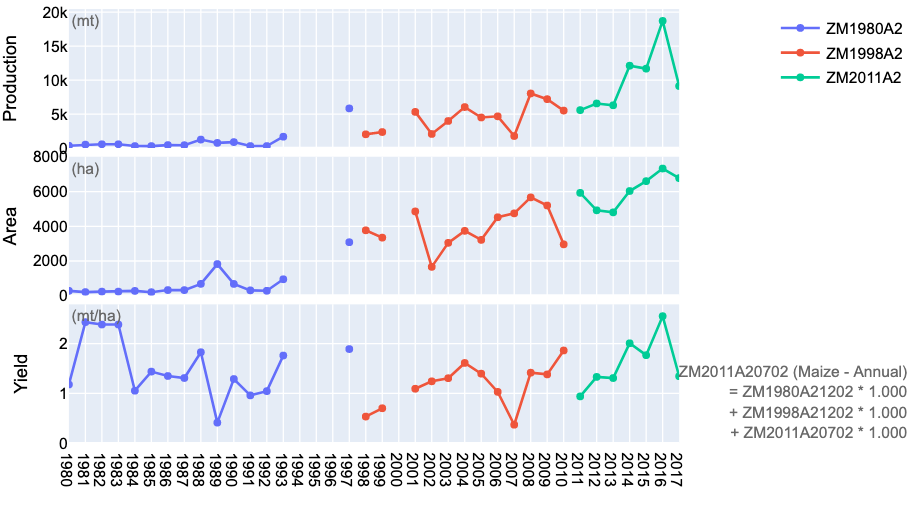 20k
(mt)
15k
10k
5k
0
Production
ZM1980A2
ZM1998A2
ZM2011A2
8000
(ha)
6000
4000
2000
0
Area
(mt/ha)
2
1
0
Yield
ZM2011A20702 (Maize - Annual)
= ZM1980A21202 * 1.000
+ ZM1998A21202 * 1.000
+ ZM2011A20702 * 1.000
1980
1981
1982
1983
1984
1985
1986
1987
1988
1989
1990
1991
1992
1993
1994
1995
1996
1997
1998
1999
2000
2001
2002
2003
2004
2005
2006
2007
2008
2009
2010
2011
2012
2013
2014
2015
2016
2017